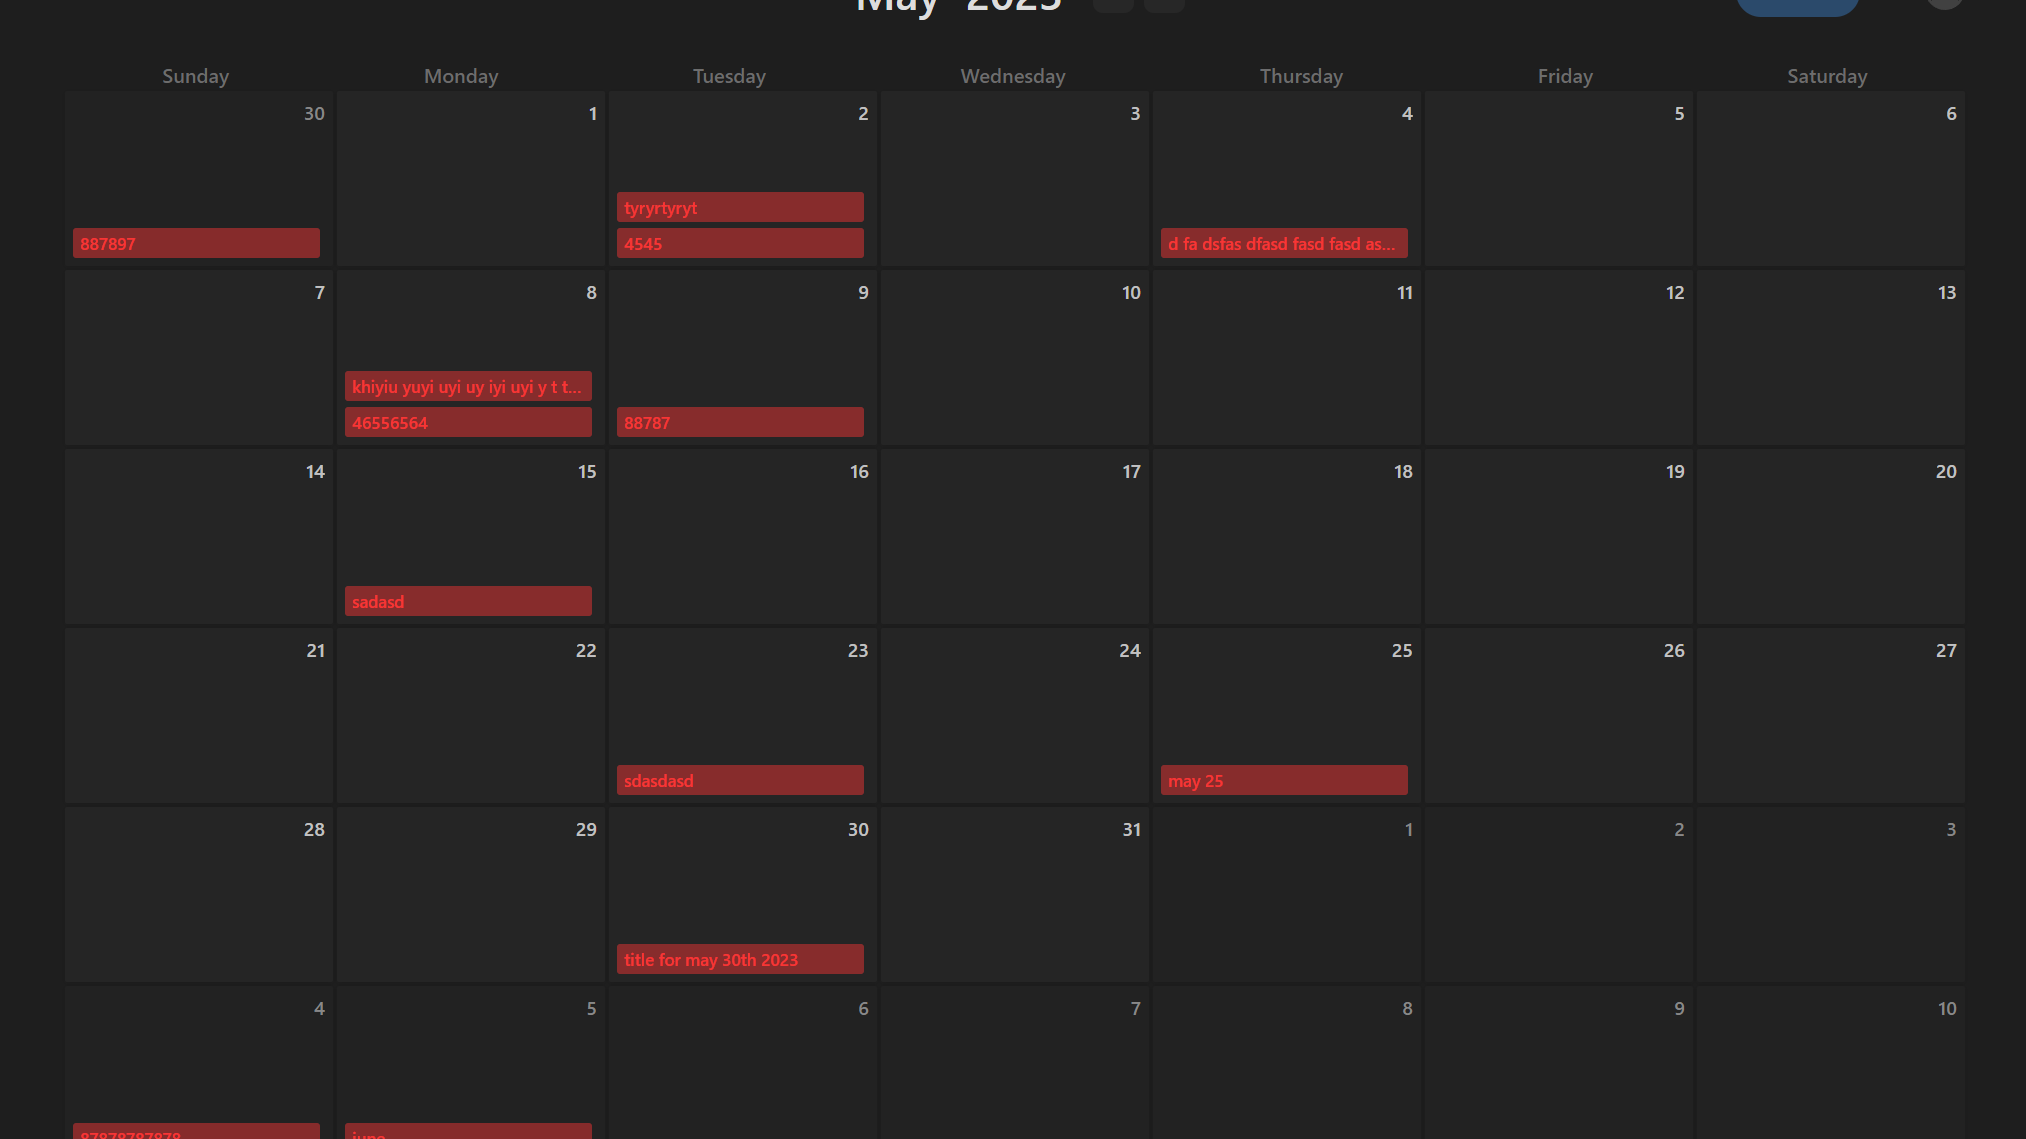 May 2023
Sunday Monday Tuesday Wednesday Thursday Friday Saturday
30 1 2 3 4 5 6
tyryrtyryt
887897 4545 d fa dsfas dfasd fasd fasd as...
7 8 9 10 11 12 13
khiyiu yuyi uyi uy iyi uyi y t t...
46556564 88787
14 15 16 17 18 19 20
sadasd
21 22 23 24 25 26 27
sdasdasd may 25
28 29 30 31 1 2 3
title for may 30th 2023
4 5 6 7 8 9 10
87878787878 june